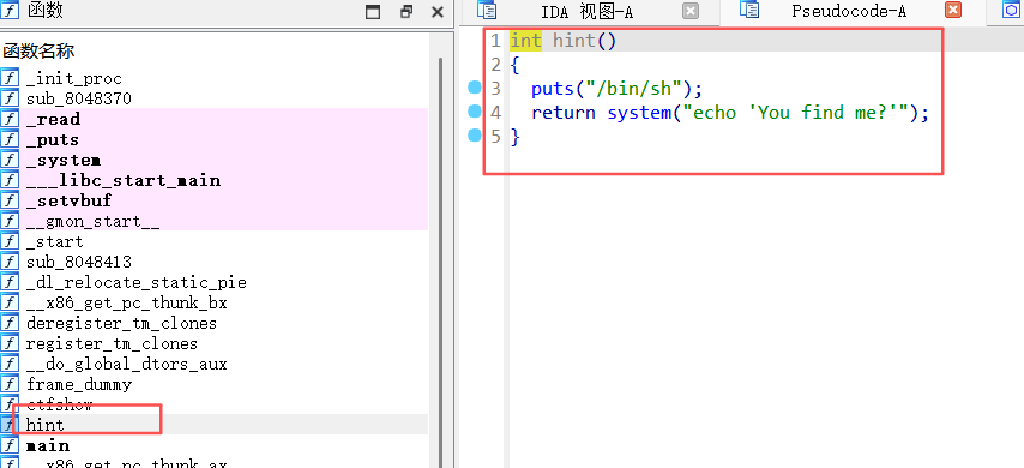 函数
函数名称
_init_proc
sub_8048370
_read
_puts
_system
___libc_start_main
_setvbuf
__gmon_start__
_start
sub_8048413
_dl_relocate_static_pie
__x86_get_pc_thunk_bx
deregister_tm_clones
register_tm_clones
__do_global_dtors_aux
frame_dummy
ctfshow
hint
main
__x86_get_pc_thunk_ax
IDA 视图-A
Pseudocode-A
1 int hint()
2 {
3 puts("/bin/sh");
4 return system("echo 'You find me?'");
5 }